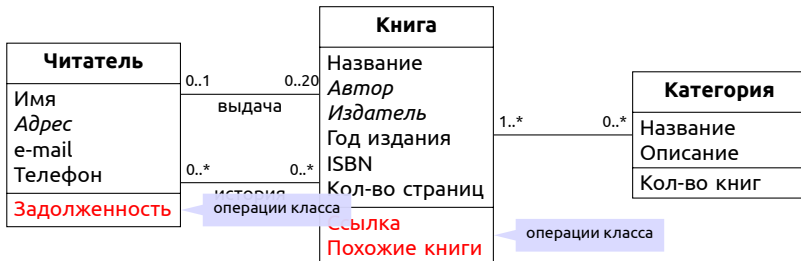 Читатель
Имя
Адрес
e-mail
Телефон
Задолженность
0..1
0..20
выдача
0..*
0..*
история
операции класса
Книга
Название
Автор
Издатель
Год издания
ISBN
Кол-во страниц
Ссылка
Похожие книги
операции класса
1..*
0..*
Категория
Название
Описание
Кол-во книг